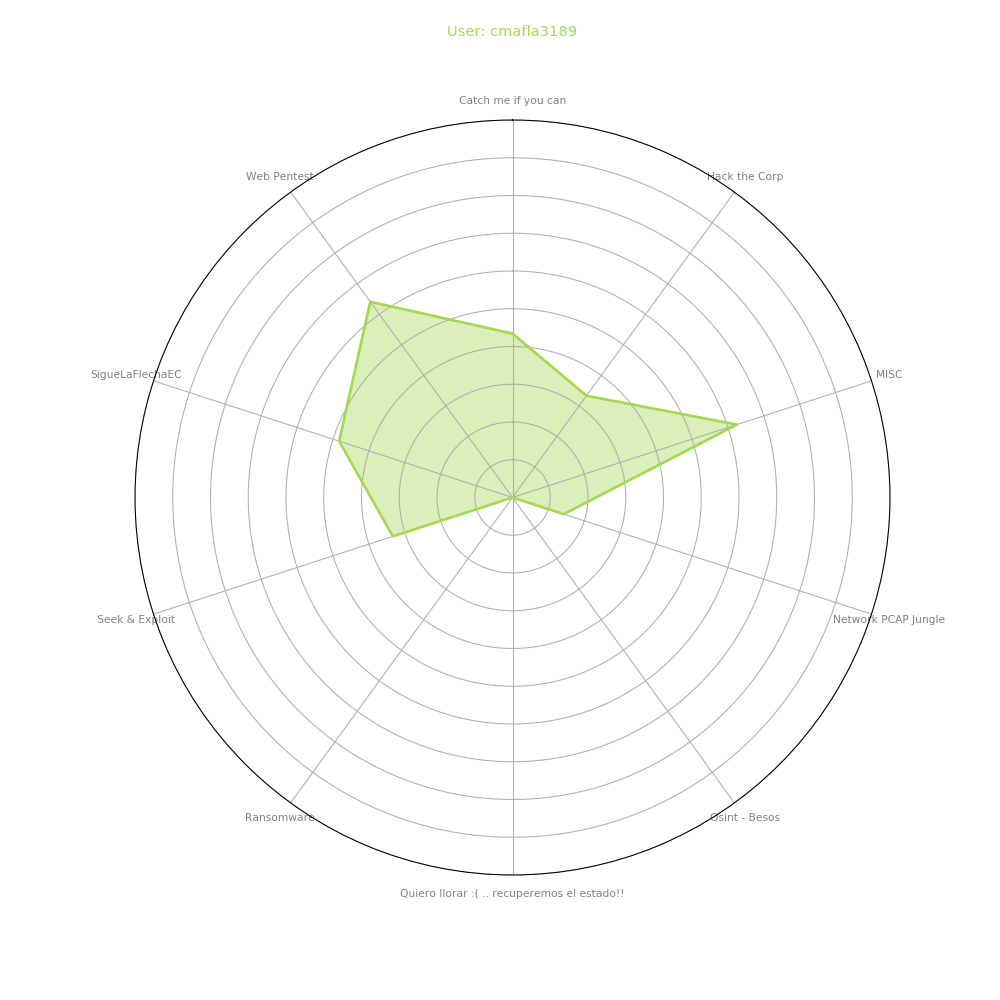 User: cmafla3189
Catch me if you can
Web Pentest
Hack the Corp
SigueLaFlechaEC
MISC
Seek & Exploit
Network PCAP Jungle
Ransomware
Osint - Besos
Quiero llorar :( .. recuperemos el estado!!